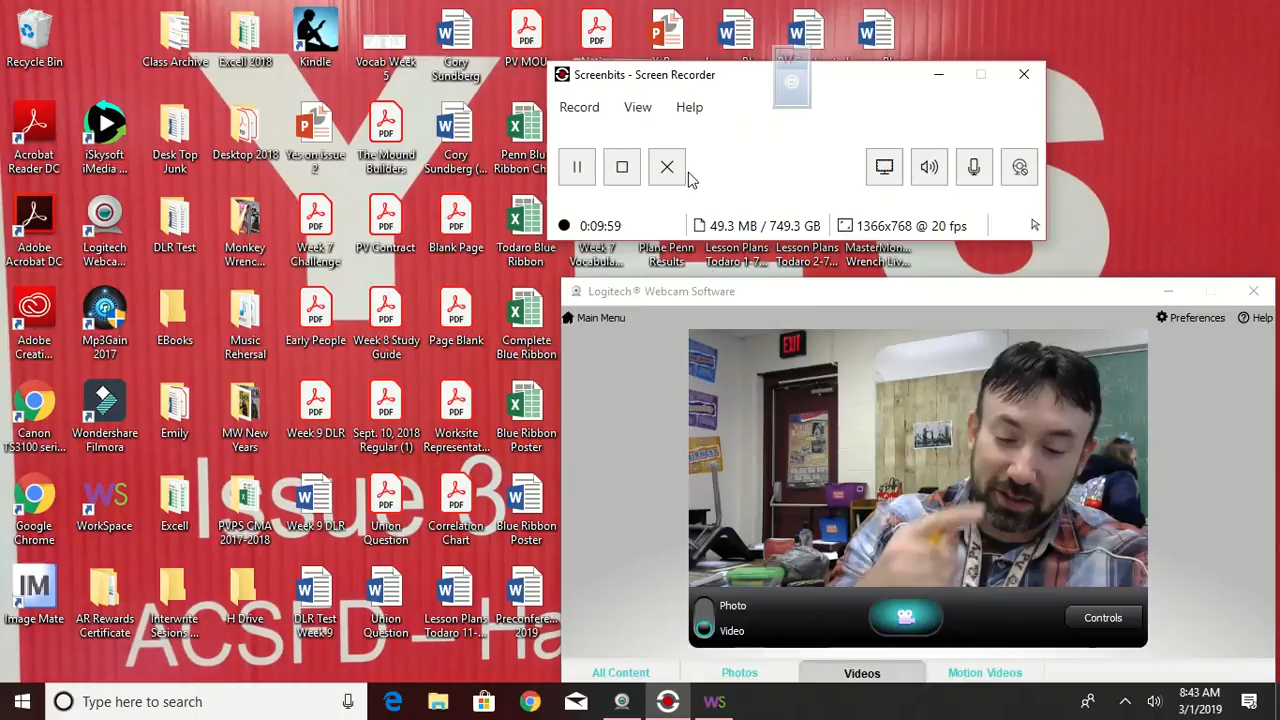 Recycle Bin
Class Archive
Excell 2018
Kindle
Vocab Week 5
Cory Sundberg
PV MOU
Screenbits - Screen Recorder
Record View Help
0:09:59
49.3 MB / 749.3 GB
1366x768 @ 20 fps
Acrobat Reader DC
iSkysoft iMedia ...
Desk Top Junk
Desktop 2018
Yes on Issue 2
The Mound Builders
Cory Sundberg (...
Penn Blue Ribbon Ch...
Adobe Acrobat DC
Logitech Webca...
DLR Test
Monkey Wrenc...
Week 7 Challenge
PV Contract
Blank Page
Todaro Blue Ribbon
Week 7 Vocabula...
Plane Penn Results
Lesson Plans Todaro 1-7...
Lesson Plans Todaro 2-7...
MasterMon... Wrench Liv...
Logitech® Webcam Software
Main Menu
Preferences
Help
Adobe Creati...
Mp3Gain 2017
EBooks
Music Rehersal
Early People
Week 8 Study Guide
Page Blank
Complete Blue Ribbon
EXIT
Canon TS3100 seri...
Wondershare Filmora
Emily
MW New Years
Week 9 DLR
Sept. 10, 2018 Regular (1)
Worksite Representat...
Blue Ribbon Poster
Issue 3
Google Chrome
WorkSpace
Excell
PVPS CMA 2017-2018
Week 9 DLR
Union Question
Correlation Chart
Blue Ribbon Poster
Image Mate
AR Rewards Certificate
Interwrite Sesions ...
H Drive
DLR Test Week 9
Union Question
Lesson Plans Todaro 11-...
Preconfere... 2019
ACSFD – Ha
Photo
Video
Controls
All Content
Photos
Videos
Motion Videos
Type here to search
8:43 AM
3/1/2019